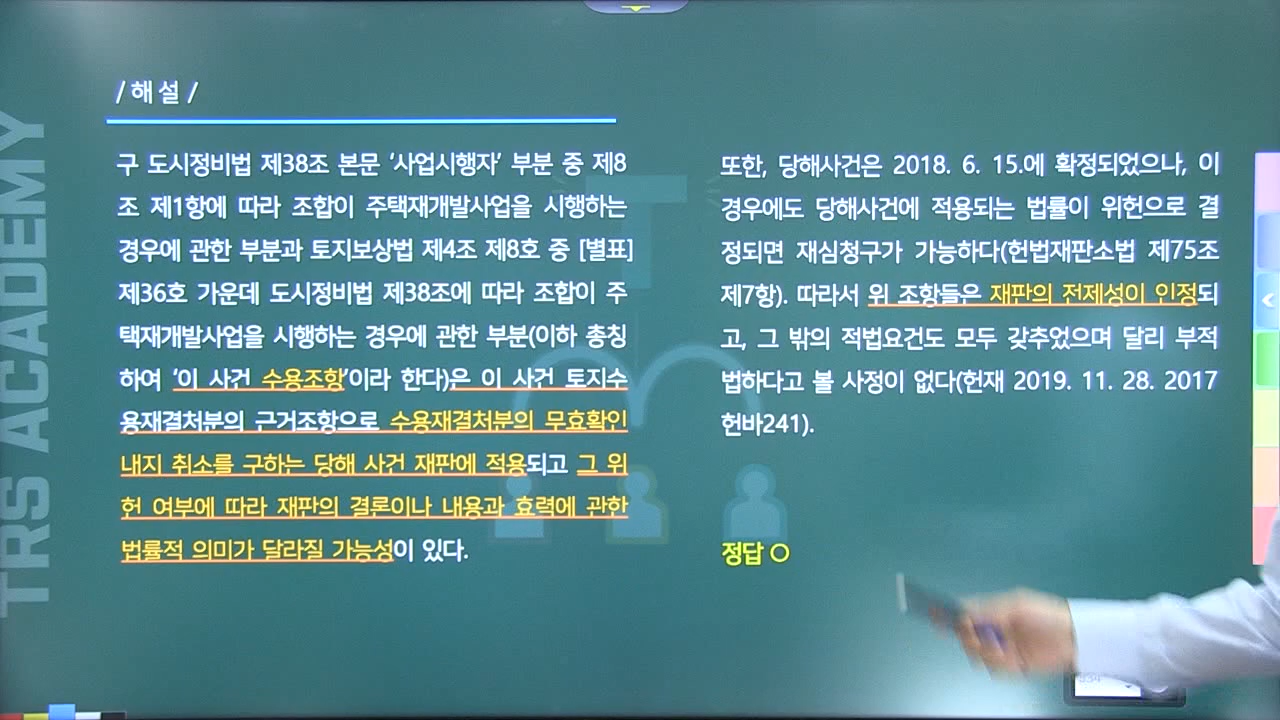 / 해 설 /
구 도시정비법 제38조 본문 ‘사업시행자’ 부분 중 제8
조 제1항에 따라 조합이 주택재개발사업을 시행하는
경우에 관한 부분과 토지보상법 제4조 제8호 중 [별표]
제36호 가운데 도시정비법 제38조에 따라 조합이 주
택재개발사업을 시행하는 경우에 관한 부분(이하 총칭
하여 ‘이 사건 수용조항’이라 한다)은 이 사건 토지수
용재결처분의 근거조항으로 수용재결처분의 무효확인
내지 취소를 구하는 당해 사건 재판에 적용되고 그 위
헌 여부에 따라 재판의 결론이나 내용과 효력에 관한
법률적 의미가 달라질 가능성이 있다.
또한, 당해사건은 2018. 6. 15.에 확정되었으나, 이
경우에도 당해사건에 적용되는 법률이 위헌으로 결
정되면 재심청구가 가능하다(헌법재판소법 제75조
제7항). 따라서 위 조항들은 재판의 전제성이 인정되
고, 그 밖의 적법요건도 모두 갖추었으며 달리 부적
법하다고 볼 사정이 없다(헌재 2019. 11. 28. 2017
헌바241).
정답 O
TRS ACADEMY